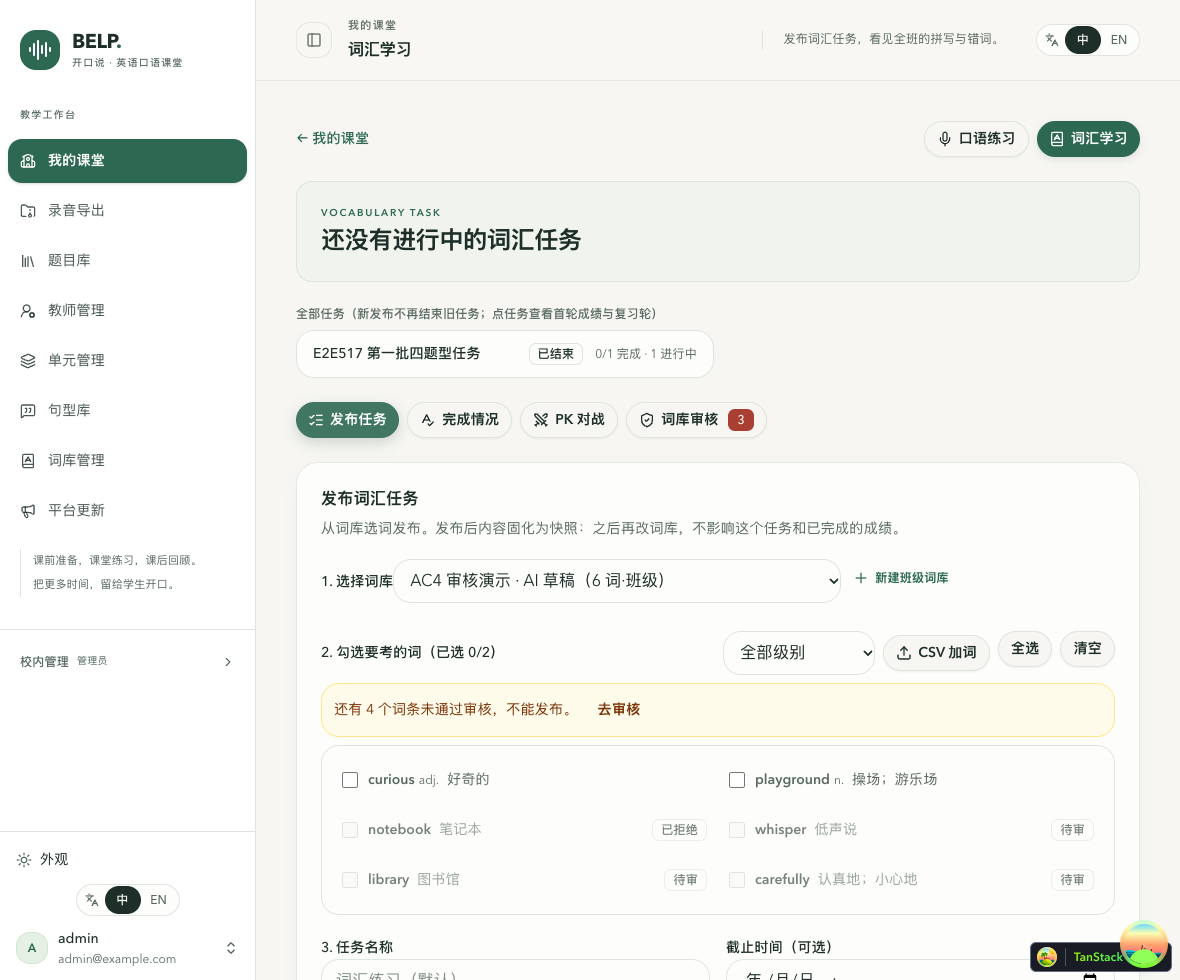 BELP.
开口说 · 英语口语课堂
教学工作台
我的课堂
录音导出
题目库
教师管理
单元管理
句型库
词库管理
平台更新
课前准备，课堂练习，课后回顾。
把更多时间，留给学生开口。
校内管理 管理员
外观
中 EN
A
admin
admin@example.com
我的课堂
词汇学习
发布词汇任务，看见全班的拼写与错词。
中 EN
← 我的课堂
口语练习
词汇学习
VOCABULARY TASK
还没有进行中的词汇任务
全部任务（新发布不再结束旧任务；点任务查看首轮成绩与复习轮）
E2E517 第一批四题型任务 已结束 0/1 完成 · 1 进行中
发布任务 完成情况 PK 对战 词库审核 3
发布词汇任务
从词库选词发布。发布后内容固化为快照：之后再改词库，不影响这个任务和已完成的成绩。
1. 选择词库 AC4 审核演示 · AI 草稿（6 词·班级） + 新建班级词库
2. 勾选要考的词（已选 0/2） 全部级别 CSV 加词 全选 清空
还有 4 个词条未通过审核，不能发布。 去审核
curious adj. 好奇的
playground n. 操场；游乐场
notebook 笔记本 已拒绝
whisper 低声说 待审
library 图书馆 待审
carefully 认真地；小心地 待审
3. 任务名称
截止时间（可选）
词汇练习（默认）
年 /月/日
TanStack